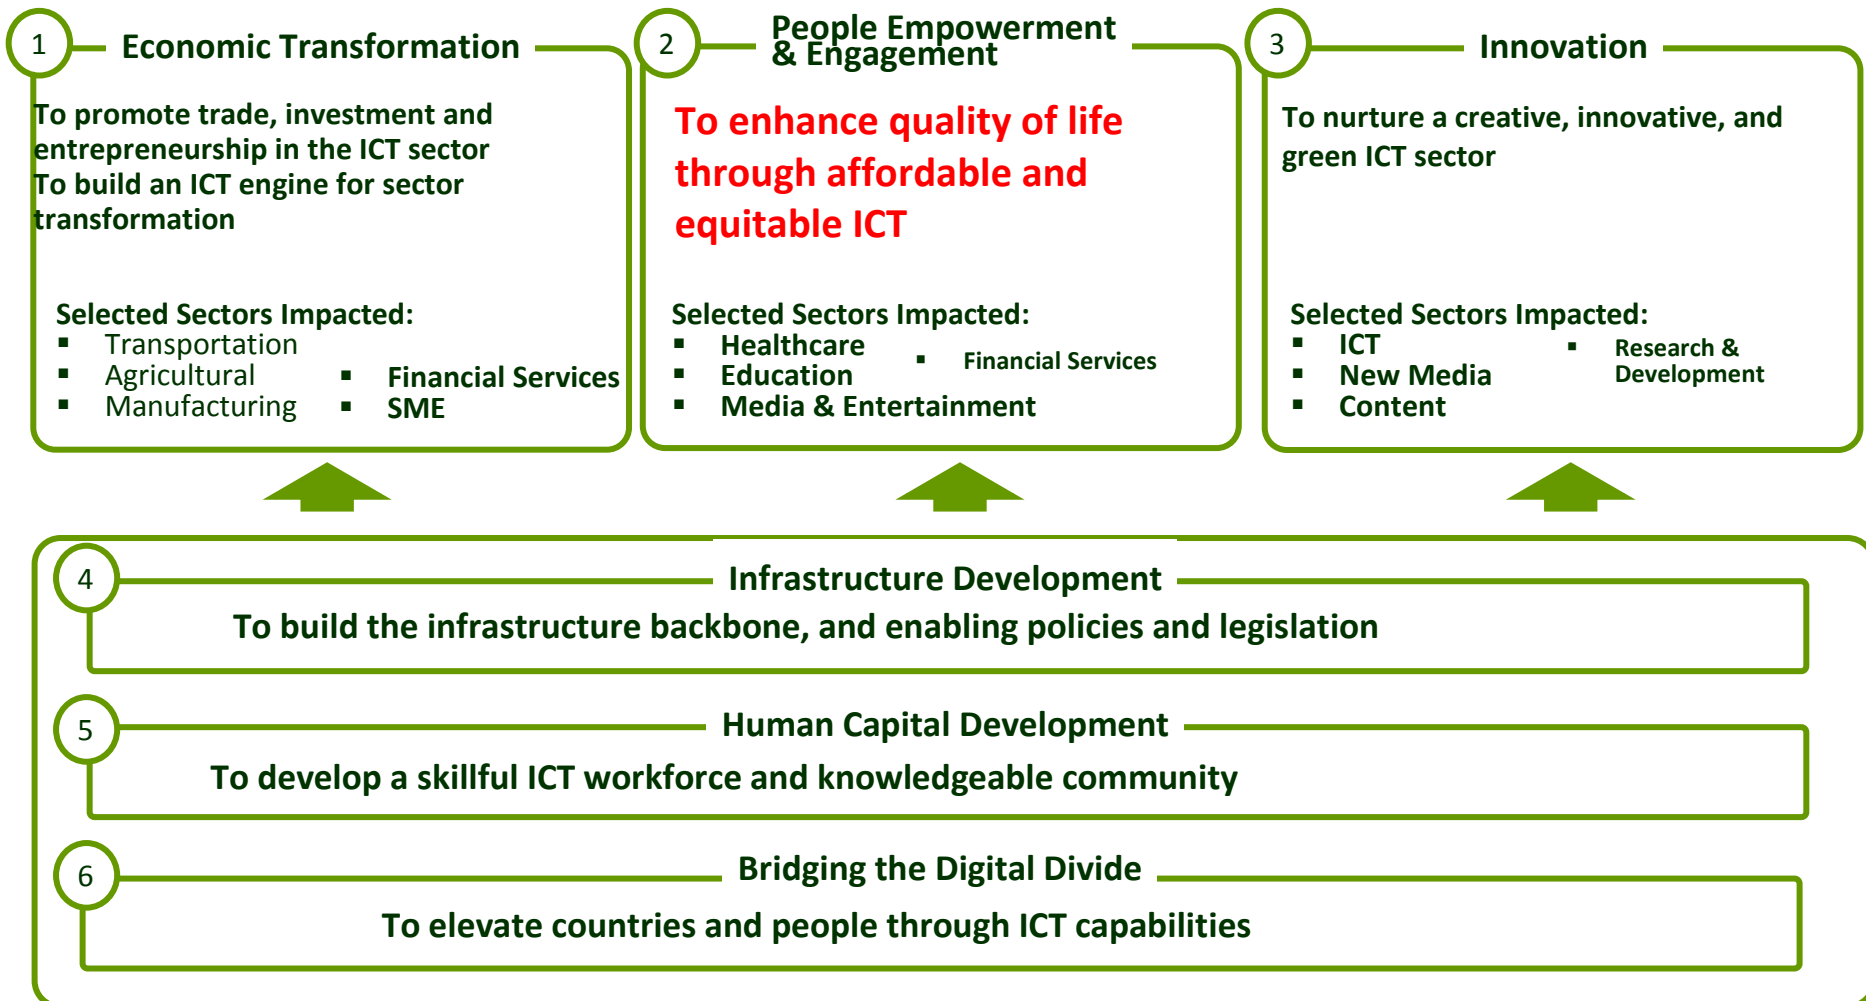 1
Economic Transformation
To promote trade, investment and
entrepreneurship in the ICT sector
To build an ICT engine for sector
transformation
Selected Sectors Impacted:
▪ Transportation
▪ Agricultural
▪ Manufacturing
▪ Financial Services
▪ SME
2
People Empowerment
& Engagement
To enhance quality of life
through affordable and
equitable ICT
Selected Sectors Impacted:
▪ Healthcare
▪ Education
▪ Media & Entertainment
▪ Financial Services
3
Innovation
To nurture a creative, innovative, and
green ICT sector
Selected Sectors Impacted:
▪ ICT
▪ New Media
▪ Content
▪ Research &
Development
4
Infrastructure Development
To build the infrastructure backbone, and enabling policies and legislation
5
Human Capital Development
To develop a skillful ICT workforce and knowledgeable community
6
Bridging the Digital Divide
To elevate countries and people through ICT capabilities